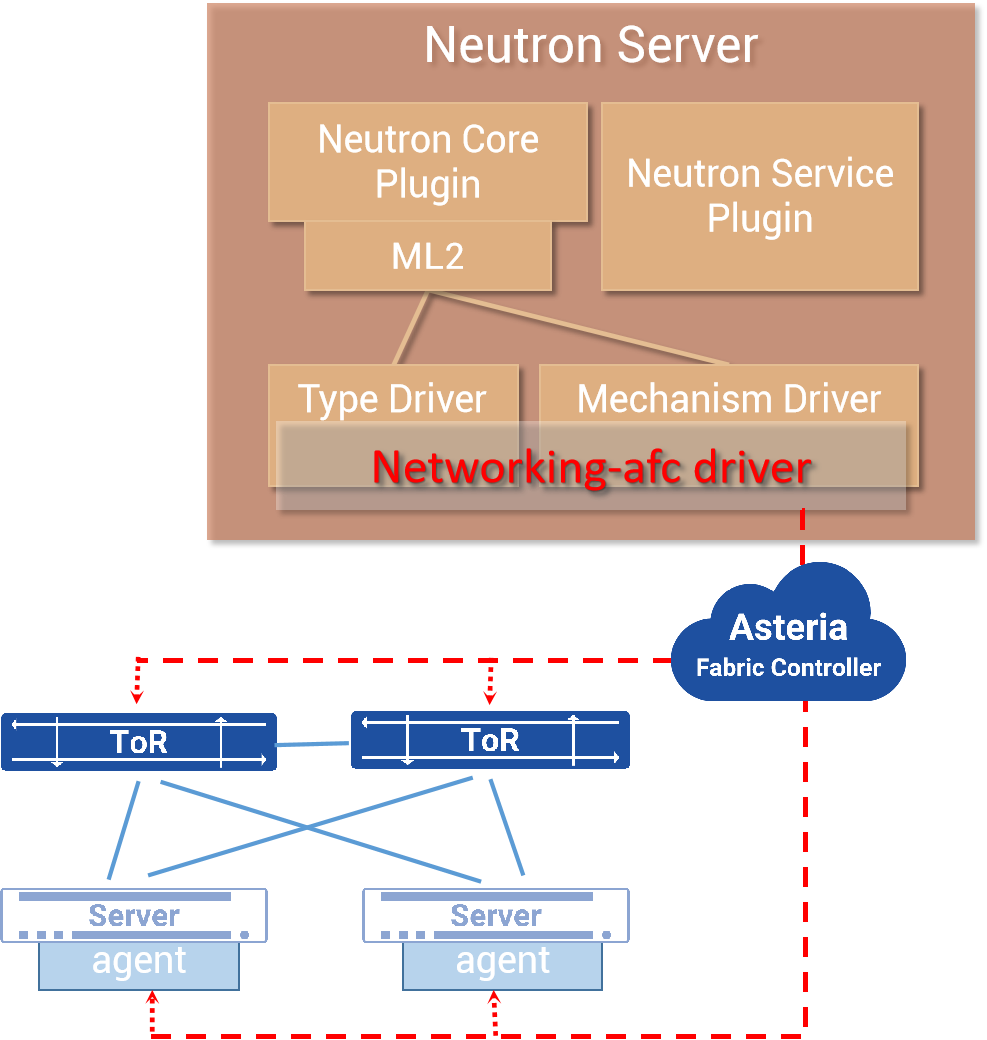 Neutron Server
Neutron Core
Plugin
Neutron Service
Plugin
ML2
Type Driver
Mechanism Driver
Networking-afc driver
Asteria
Fabric Controller
ToR
ToR
Server
Server
agent
agent